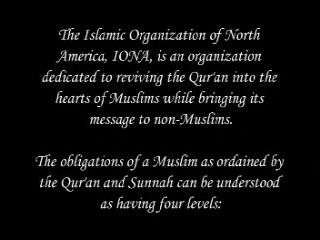 The Islamic Organization of North
America, IONA, is an organization
dedicated to reviving the Qur'an into the
hearts of Muslims while bringing its
message to non-Muslims.
The obligations of a Muslim as ordained by
the Qur'an and Sunnah can be understood
as having four levels: